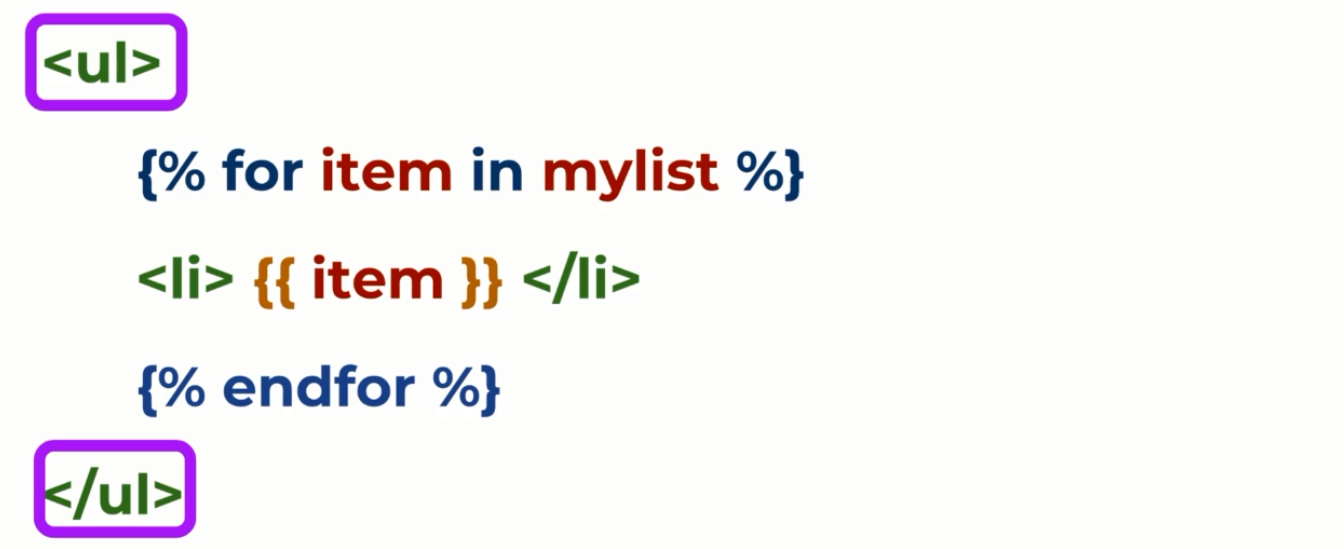 <ul>
{% for item in mylist %}
<li> {{ item }} </li>
{% endfor %}
</ul>